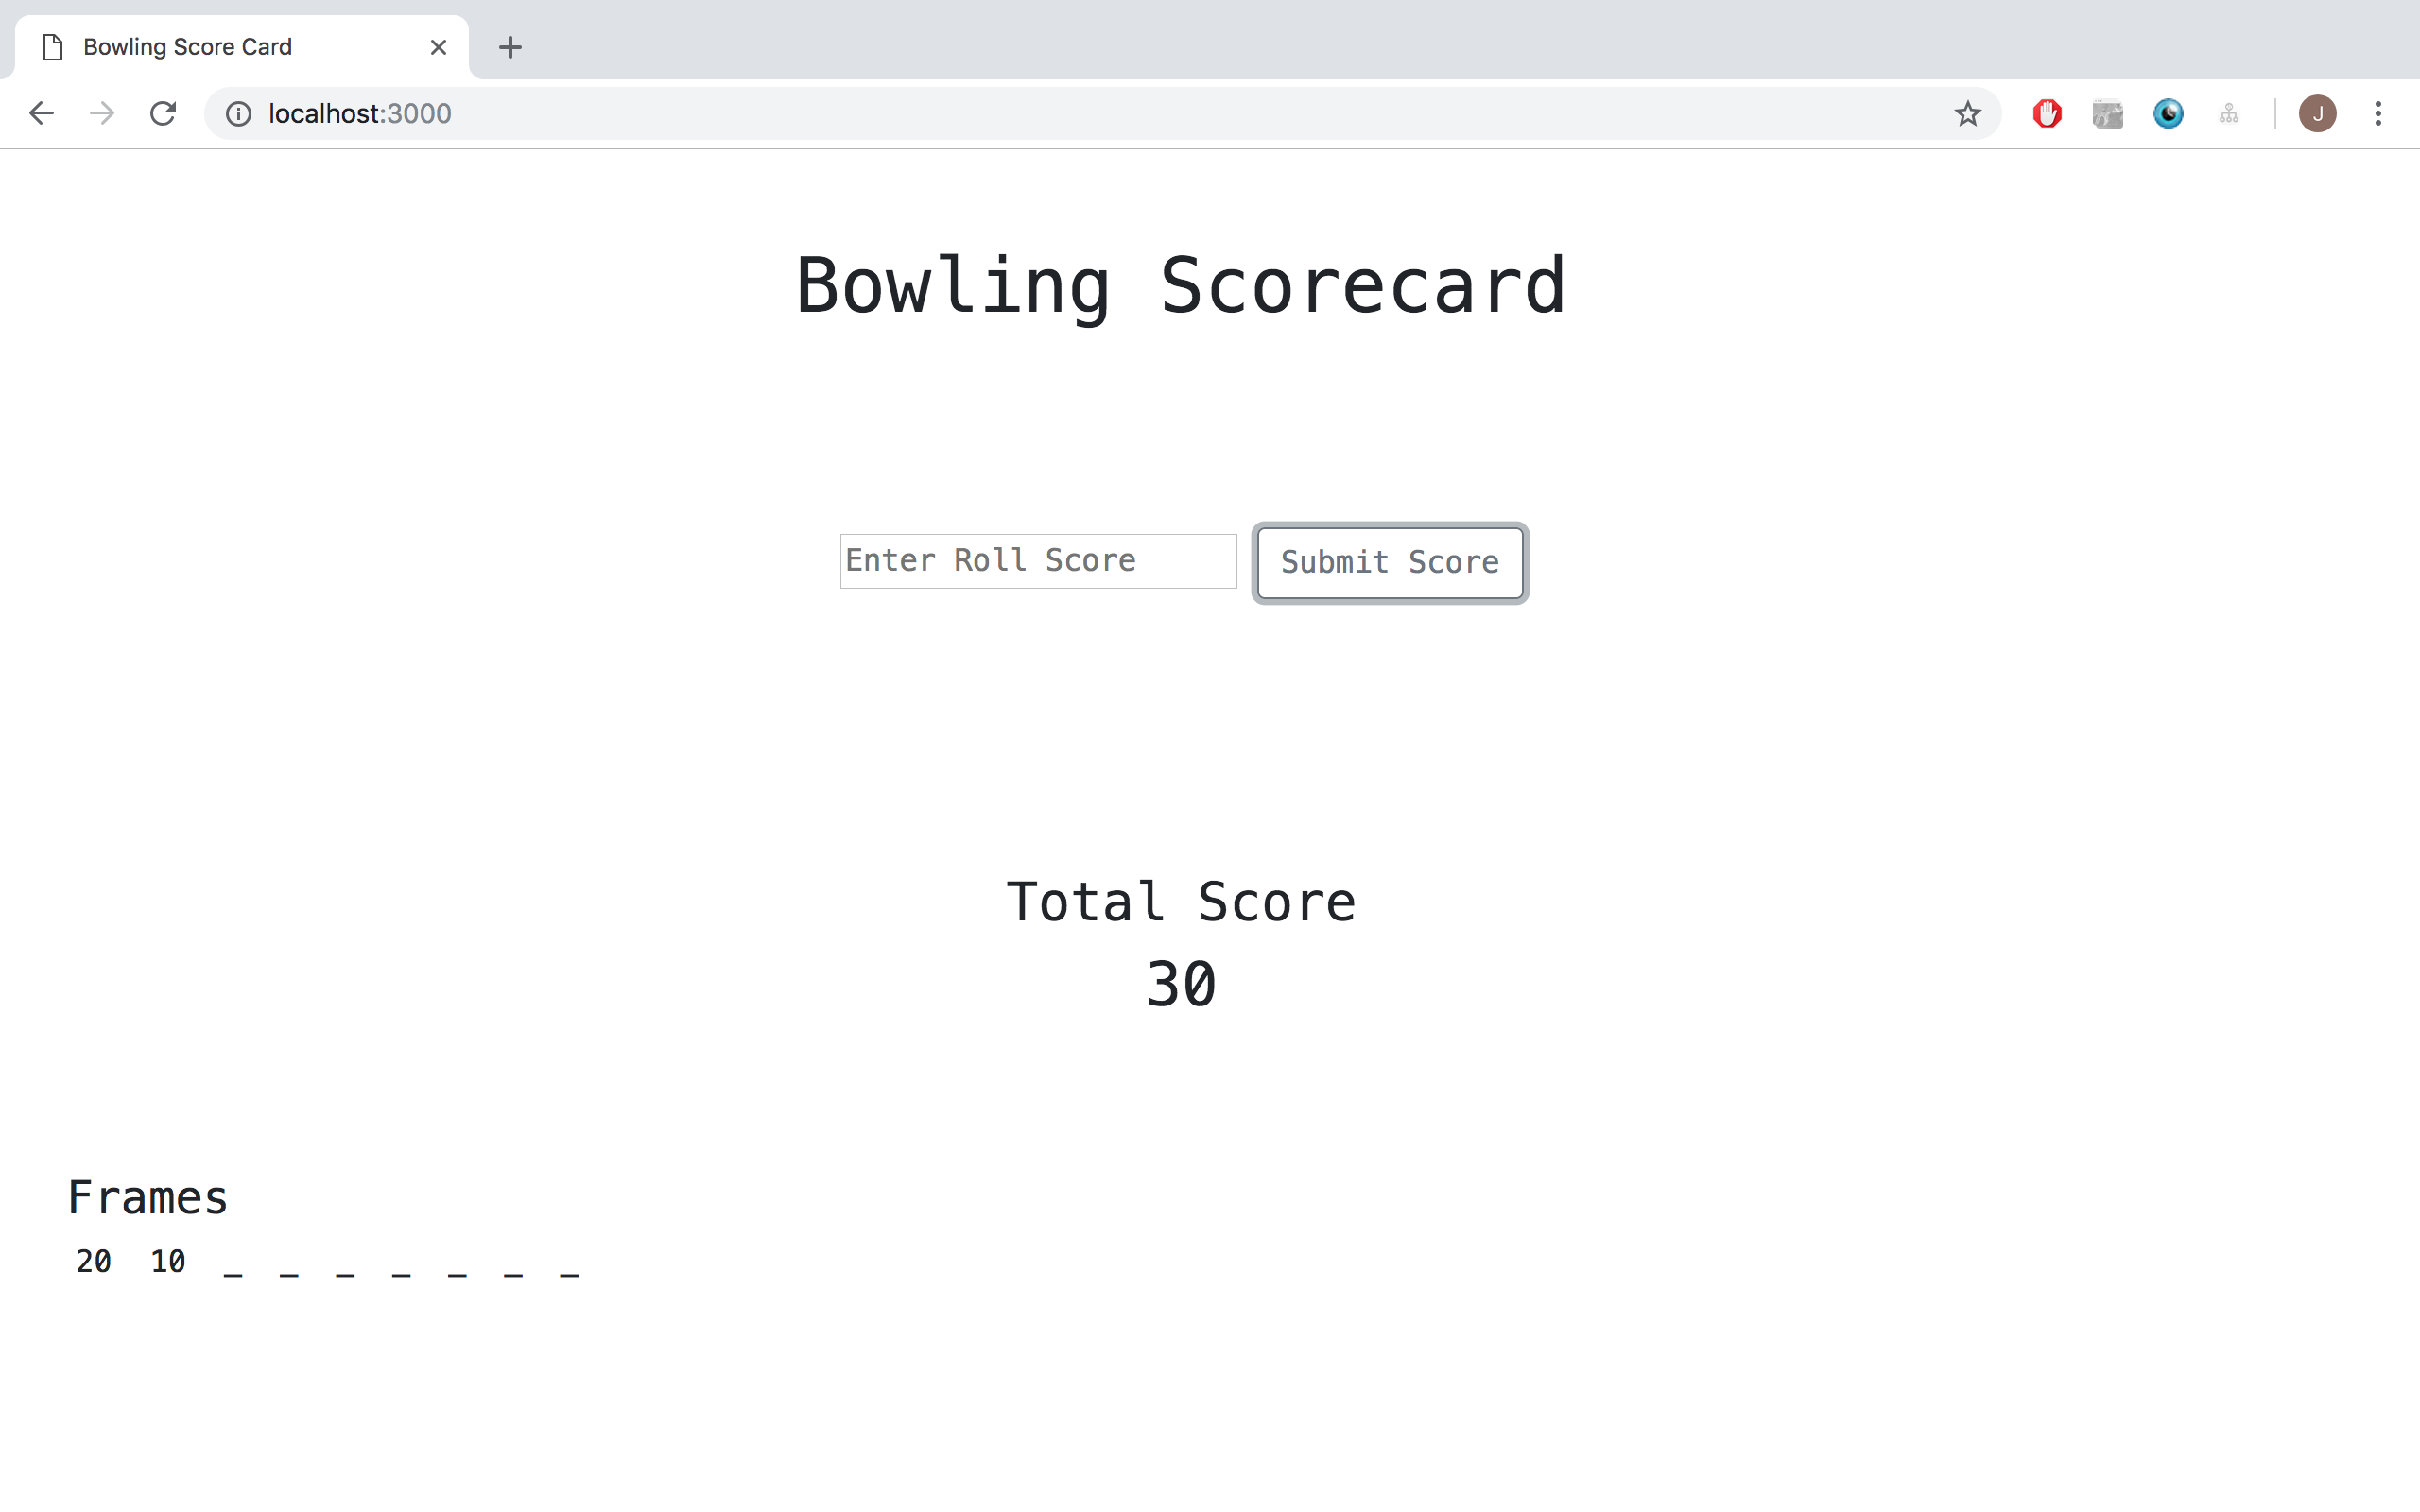 Bowling Score Card
localhost:3000
J
Bowling Scorecard
Enter Roll Score
Submit Score
Total Score
30
Frames
20 10 _ _ _ _ _ _ _